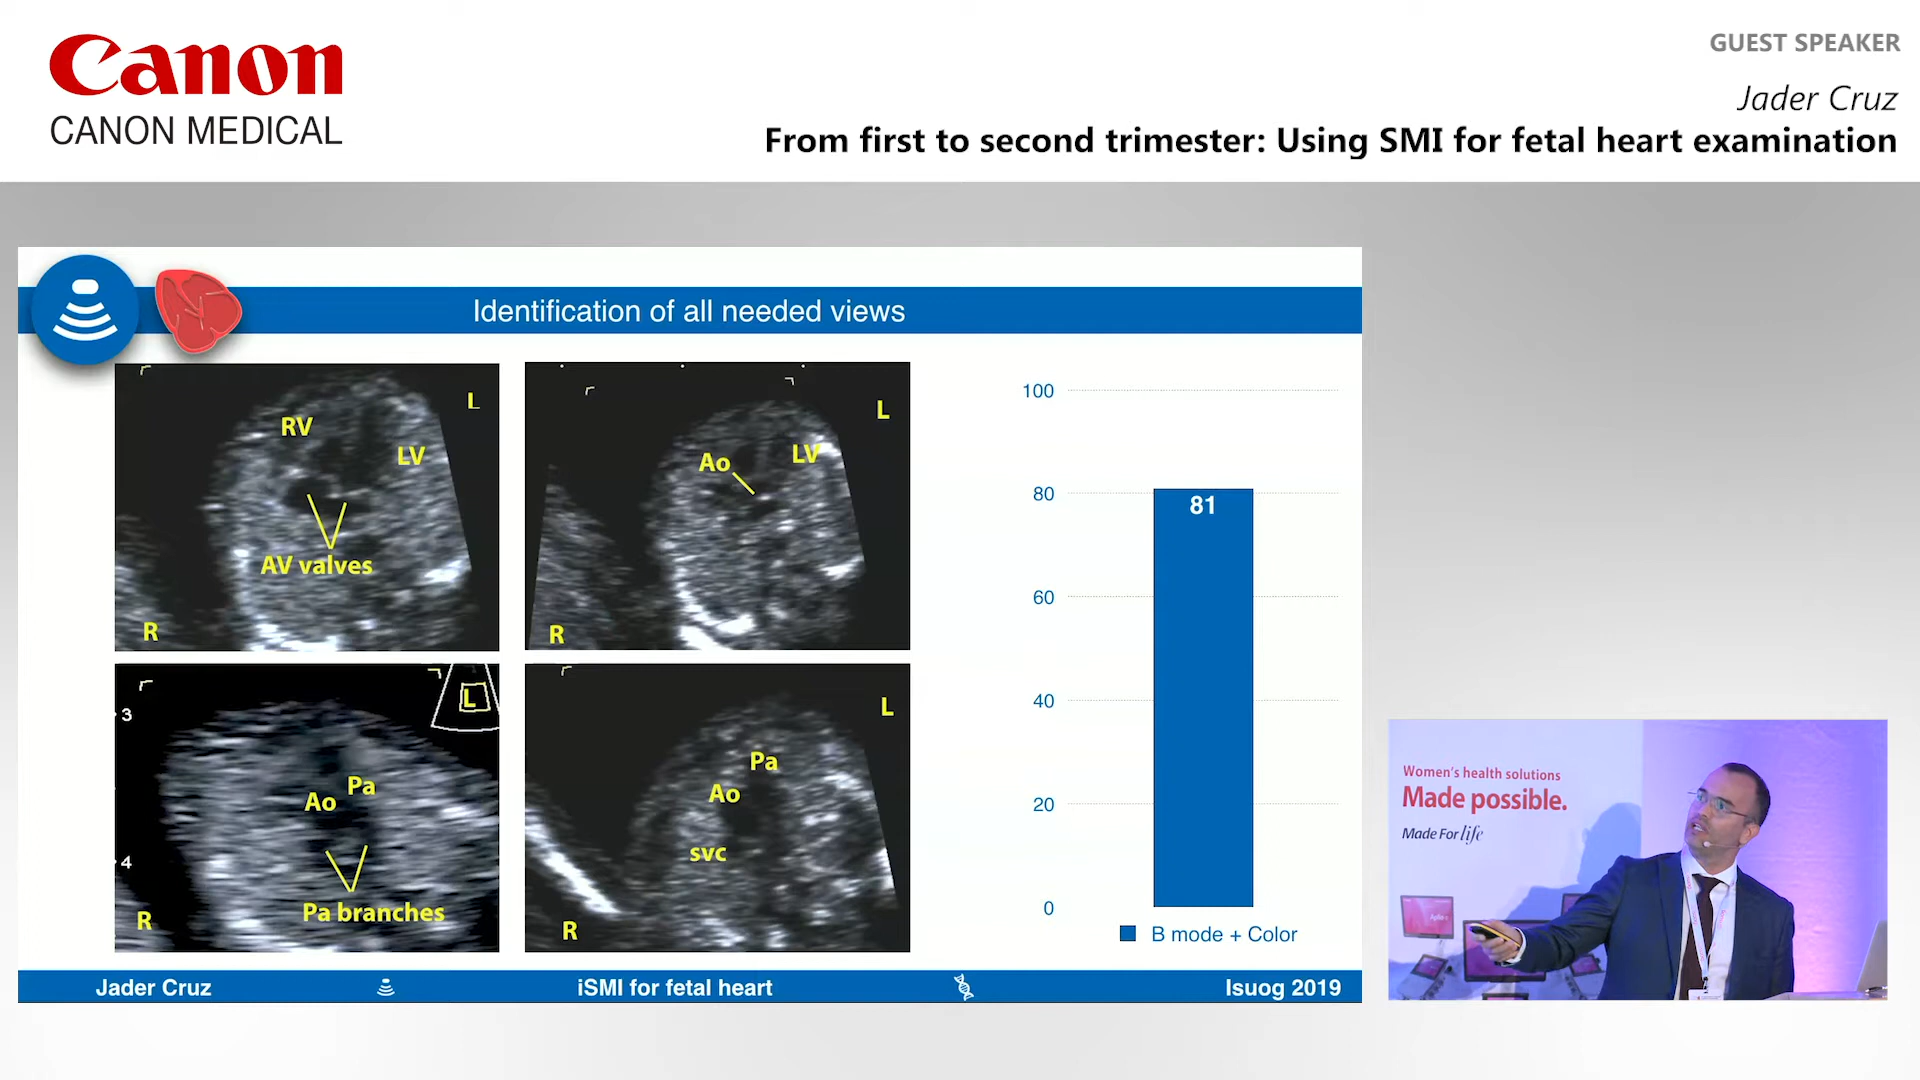 Canon
CANON MEDICAL
GUEST SPEAKER
Jader Cruz
From first to second trimester: Using SMI for fetal heart examination
Identification of all needed views
RV
L
LV
AV valves
R
L
Ao
LV
R
L
3
Pa
Ao
4
Pa branches
R
L
Pa
Ao
svc
R
100
80
60
40
20
0
81
B mode + Color
Jader Cruz
iSMI for fetal heart
Isuog 2019
Women's health solutions
Made possible.
Made For life